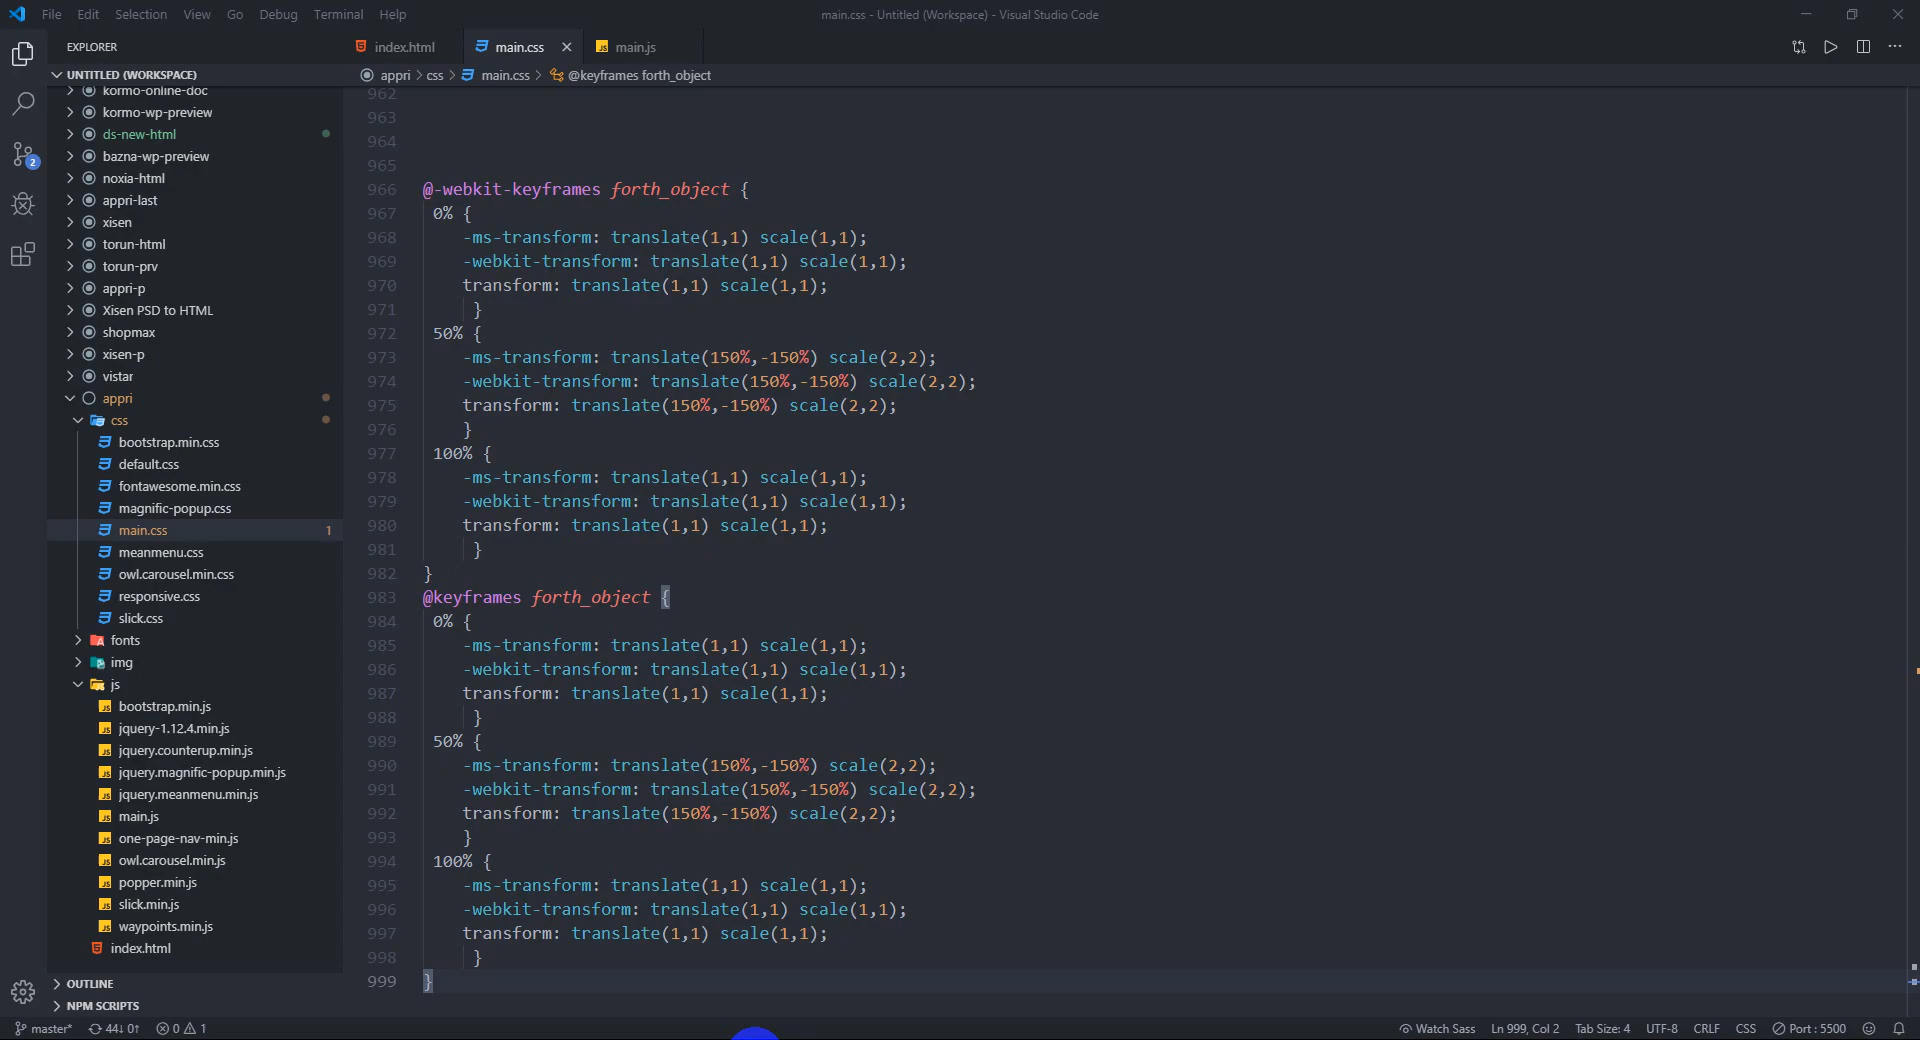 File Edit Selection View Go Debug Terminal Help
main.css - Untitled (Workspace) - Visual Studio Code
EXPLORER
index.html
main.css
main.js
UNTITLED (WORKSPACE)
appri > css > main.css > @keyframes forth_object
kormo-online-doc
kormo-wp-preview
ds-new-html
bazna-wp-preview
noxia-html
appri-last
xisen
torun-html
torun-prv
appri-p
Xisen PSD to HTML
shopmax
xisen-p
vistar
appri
css
bootstrap.min.css
default.css
fontawesome.min.css
magnific-popup.css
main.css 1
meanmenu.css
owl.carousel.min.css
responsive.css
slick.css
fonts
img
js
bootstrap.min.js
jquery-1.12.4.min.js
jquery.counterup.min.js
jquery.magnific-popup.min.js
jquery.meanmenu.min.js
main.js
one-page-nav-min.js
owl.carousel.min.js
popper.min.js
slick.min.js
waypoints.min.js
index.html
OUTLINE
NPM SCRIPTS
2
962
963
964
965
966 @-webkit-keyframes forth_object {
967 0% {
968 -ms-transform: translate(1,1) scale(1,1);
969 -webkit-transform: translate(1,1) scale(1,1);
970 transform: translate(1,1) scale(1,1);
971 }
972 50% {
973 -ms-transform: translate(150%,-150%) scale(2,2);
974 -webkit-transform: translate(150%,-150%) scale(2,2);
975 transform: translate(150%,-150%) scale(2,2);
976 }
977 100% {
978 -ms-transform: translate(1,1) scale(1,1);
979 -webkit-transform: translate(1,1) scale(1,1);
980 transform: translate(1,1) scale(1,1);
981 }
982 }
983 @keyframes forth_object {
984 0% {
985 -ms-transform: translate(1,1) scale(1,1);
986 -webkit-transform: translate(1,1) scale(1,1);
987 transform: translate(1,1) scale(1,1);
988 }
989 50% {
990 -ms-transform: translate(150%,-150%) scale(2,2);
991 -webkit-transform: translate(150%,-150%) scale(2,2);
992 transform: translate(150%,-150%) scale(2,2);
993 }
994 100% {
995 -ms-transform: translate(1,1) scale(1,1);
996 -webkit-transform: translate(1,1) scale(1,1);
997 transform: translate(1,1) scale(1,1);
998 }
999 }
master* 44↓ 0↑ 0 1
Watch Sass Ln 999, Col 2 Tab Size: 4 UTF-8 CRLF CSS Port : 5500